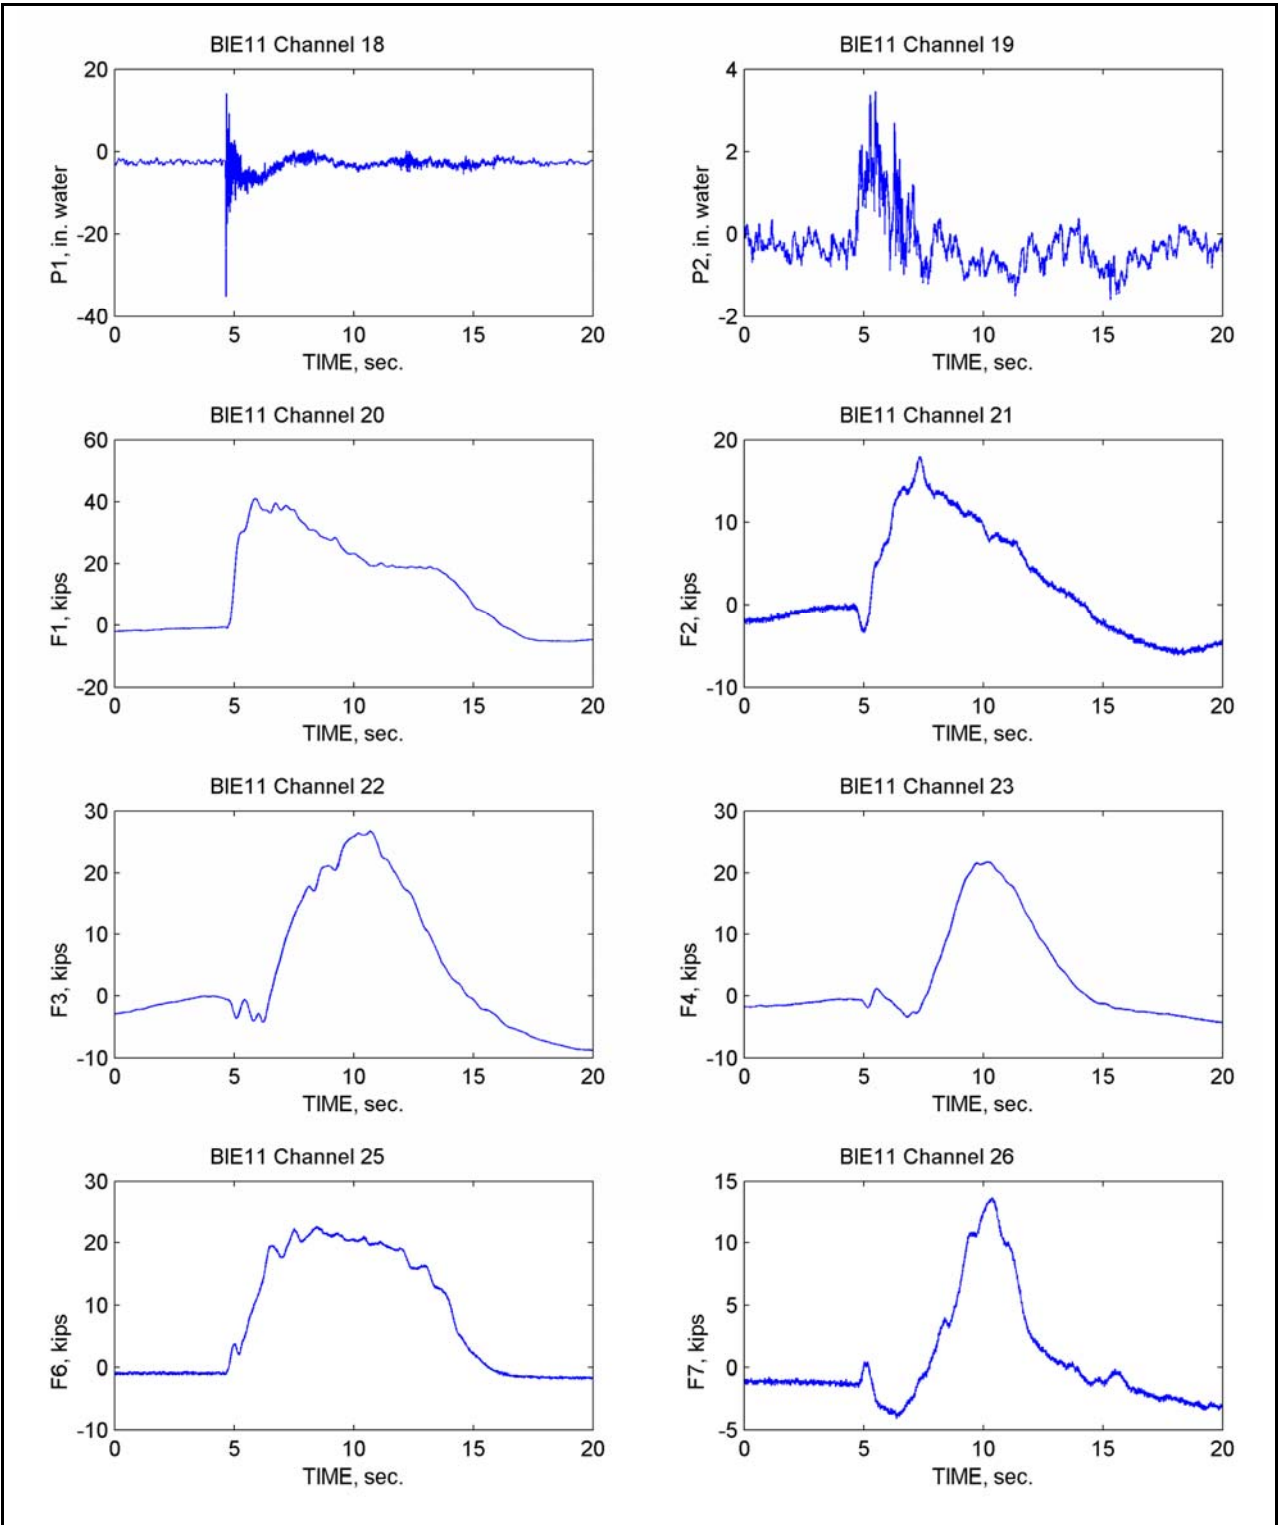 BIE11 Channel 18
BIE11 Channel 19
20
0
-20
-40
P1, in. water
0 5 10 15 20
TIME, sec.
4
2
0
-2
P2, in. water
0 5 10 15 20
TIME, sec.
BIE11 Channel 20
BIE11 Channel 21
60
40
20
0
-20
F1, kips
0 5 10 15 20
TIME, sec.
20
10
0
-10
F2, kips
0 5 10 15 20
TIME, sec.
BIE11 Channel 22
BIE11 Channel 23
30
20
10
0
-10
F3, kips
0 5 10 15 20
TIME, sec.
30
20
10
0
-10
F4, kips
0 5 10 15 20
TIME, sec.
BIE11 Channel 25
BIE11 Channel 26
30
20
10
0
-10
F6, kips
0 5 10 15 20
TIME, sec.
15
10
5
0
-5
F7, kips
0 5 10 15 20
TIME, sec.